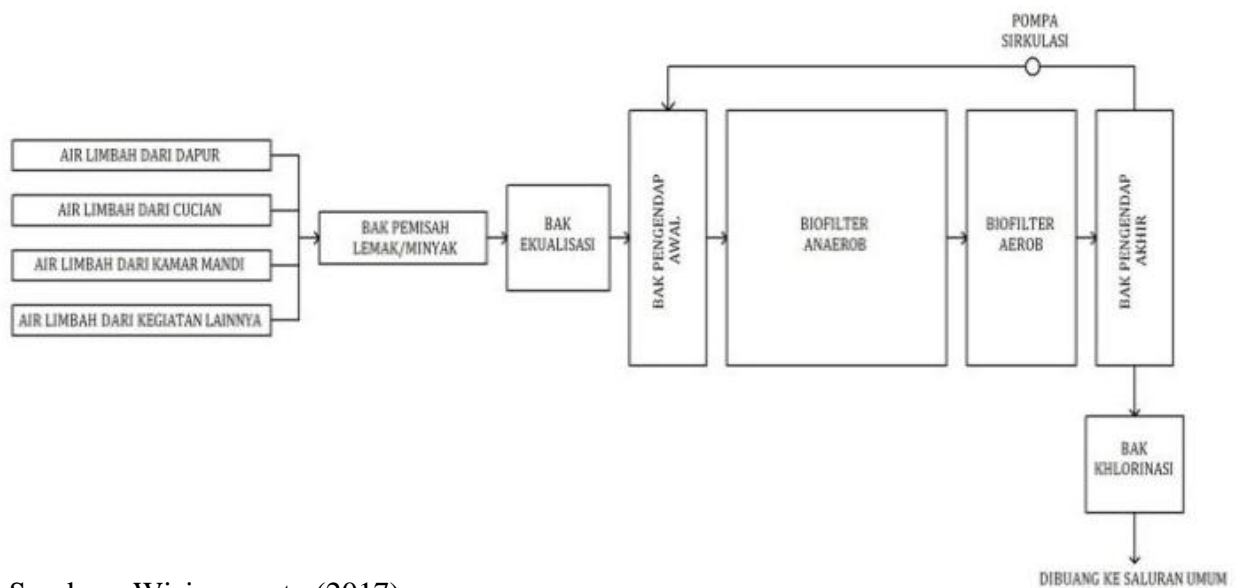 POMPA
SIRKULASI
AIR LIMBAH DARI DAPUR
AIR LIMBAH DARI CUCIAN
AIR LIMBAH DARI KAMAR MANDI
AIR LIMBAH DARI KEGIATAN LAINNYA
BAK PEMISAH
LEMAK/MINYAK
BAK
EKUALISASI
BAK PENGENDAP
AWAL
BIOFILTER
ANAEROB
BIOFILTER
AEROB
BAK PENGENDAP
AKHIR
BAK
KHLORINASI
DIBUANG KE SALURAN UMUM
(2017)